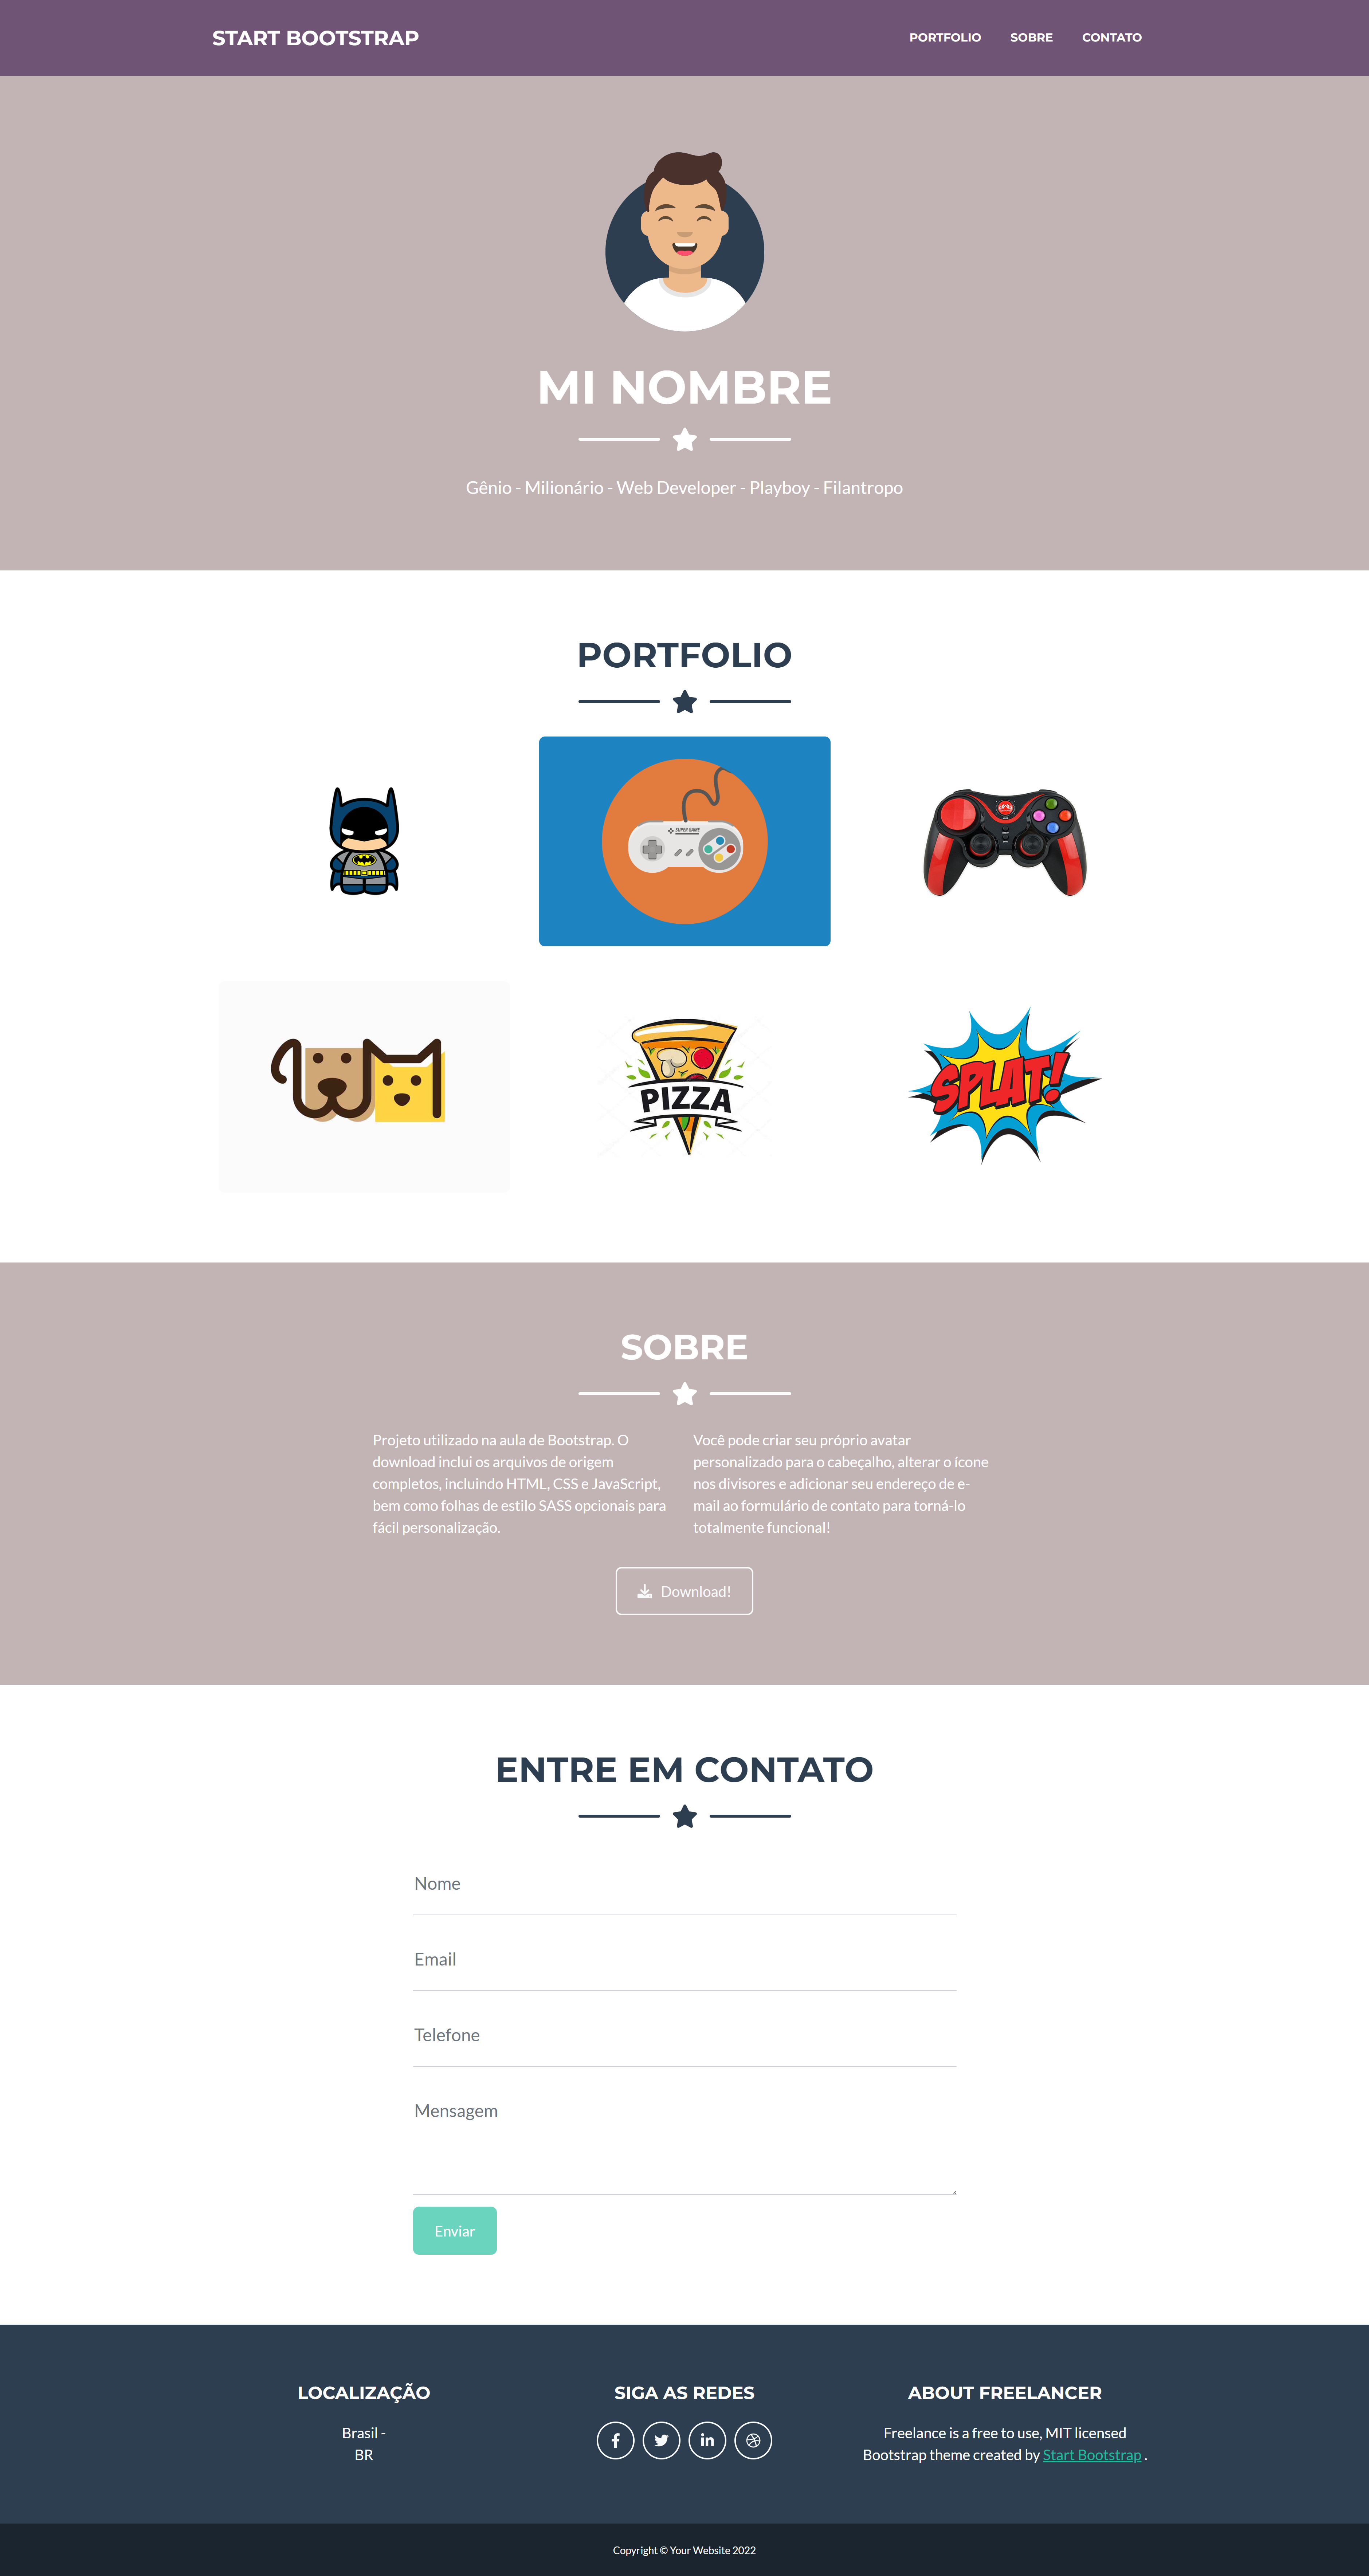 START BOOTSTRAP
PORTFOLIO
SOBRE
CONTATO
MI NOMBRE
Gênio - Milionário - Web Developer - Playboy - Filantropo
PORTFOLIO
SUPER GAME
PIZZA
SPLAT!
SOBRE
Projeto utilizado na aula de Bootstrap. O
download inclui os arquivos de origem
completos, incluindo HTML, CSS e JavaScript,
bem como folhas de estilo SASS opcionais para
fácil personalização.
Você pode criar seu próprio avatar
personalizado para o cabeçalho, alterar o ícone
nos divisores e adicionar seu endereço de e-
mail ao formulário de contato para torná-lo
totalmente funcional!
Download!
ENTRE EM CONTATO
Nome
Email
Telefone
Mensagem
Enviar
LOCALIZAÇÃO
Brasil -
BR
SIGA AS REDES
ABOUT FREELANCER
Freelance is a free to use, MIT licensed
Bootstrap theme created by Start Bootstrap .
Copyright © Your Website 2022